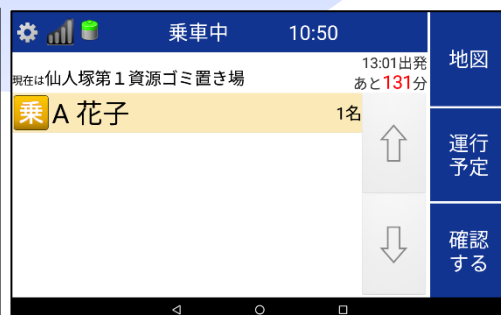 乗車中 10:50
現在は仙人塚第１資源ゴミ置き場
13:01出発
あと131分
乗 A 花子 1名
地図
運行
予定
確認
する